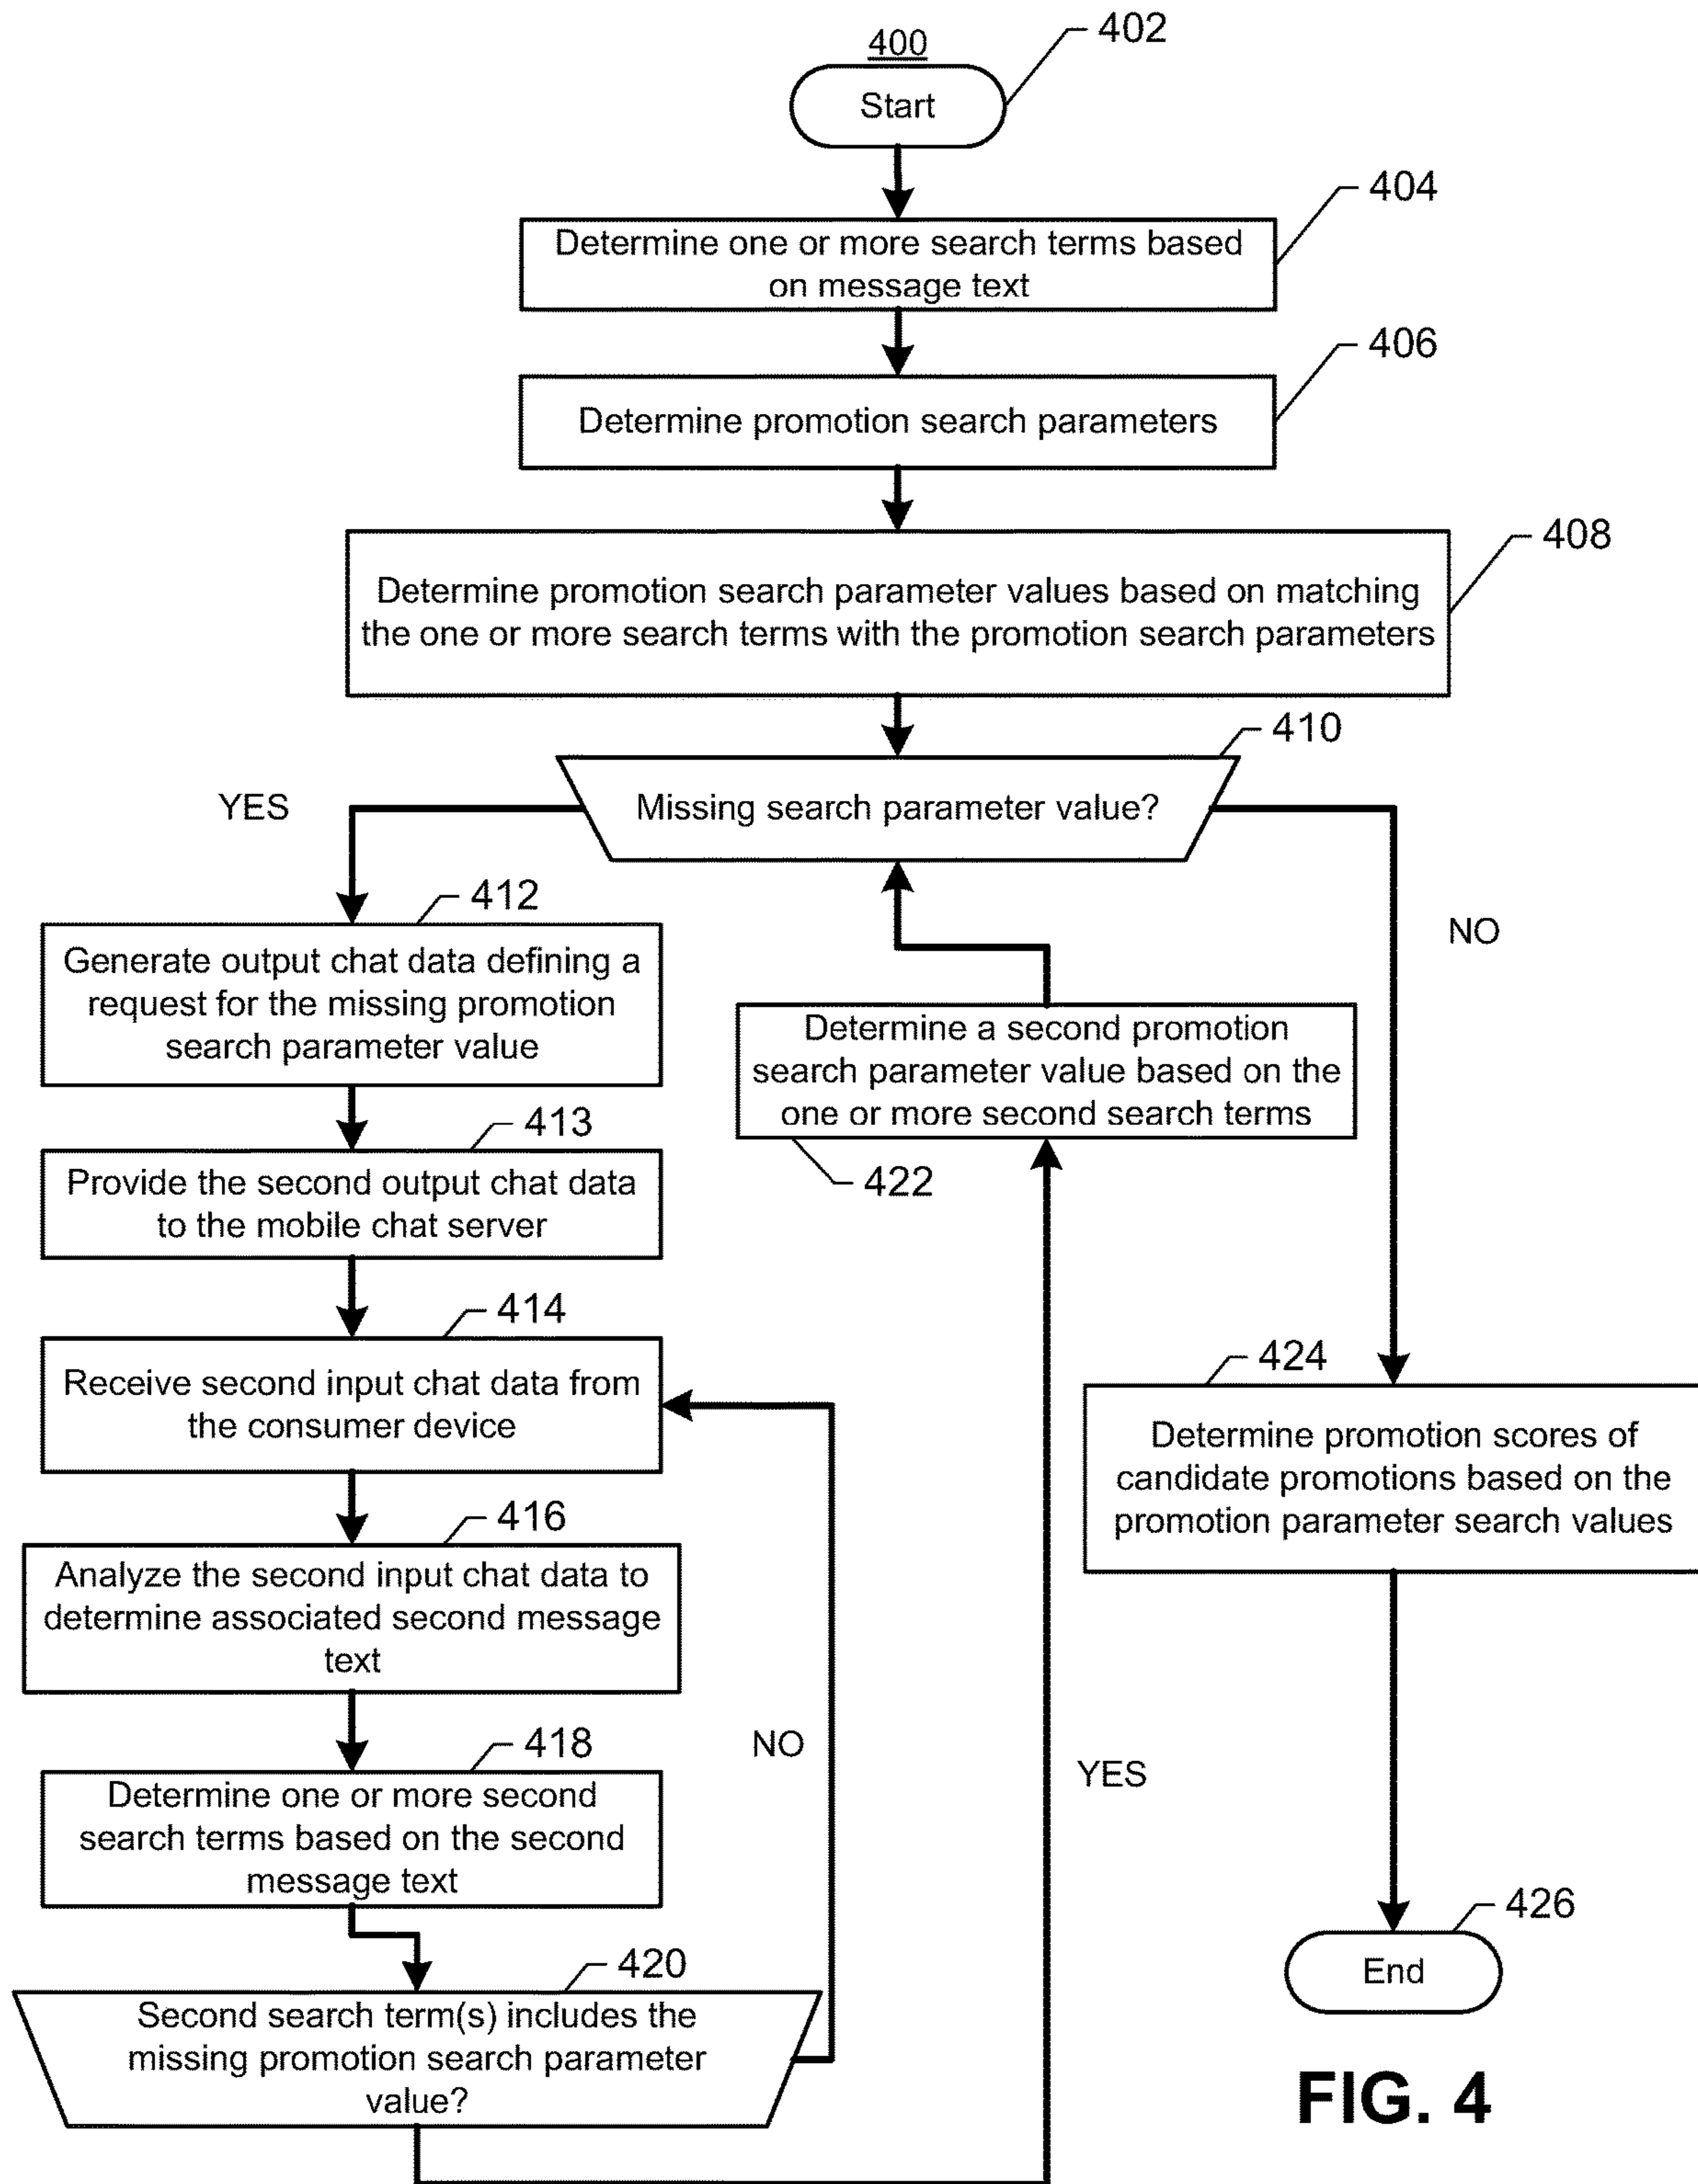 400
402
Start
404
Determine one or more search terms based
on message text
406
Determine promotion search parameters
408
Determine promotion search parameter values based on matching
the one or more search terms with the promotion search parameters
410
Missing search parameter value?
YES
NO
412
Generate output chat data defining a
request for the missing promotion
search parameter value
413
Provide the second output chat data
to the mobile chat server
414
Receive second input chat data from
the consumer device
416
Analyze the second input chat data to
determine associated second message
text
418
Determine one or more second
search terms based on the second
message text
420
Second search term(s) includes the
missing promotion search parameter
value?
NO
YES
Determine a second promotion
search parameter value based on the
one or more second search terms
422
424
Determine promotion scores of
candidate promotions based on the
promotion parameter search values
426
End
FIG. 4